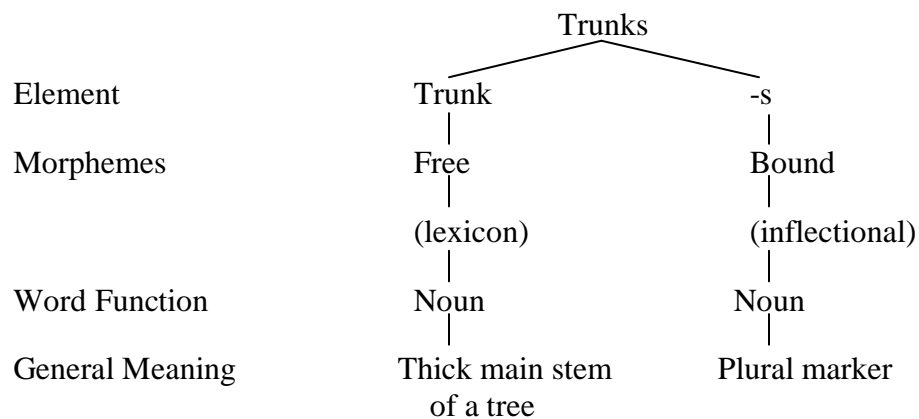 Trunks
Element Trunk -s
Morphemes Free Bound
(lexicon) (inflectional)
Word Function Noun Noun
General Meaning Thick main stem Plural marker
of a tree